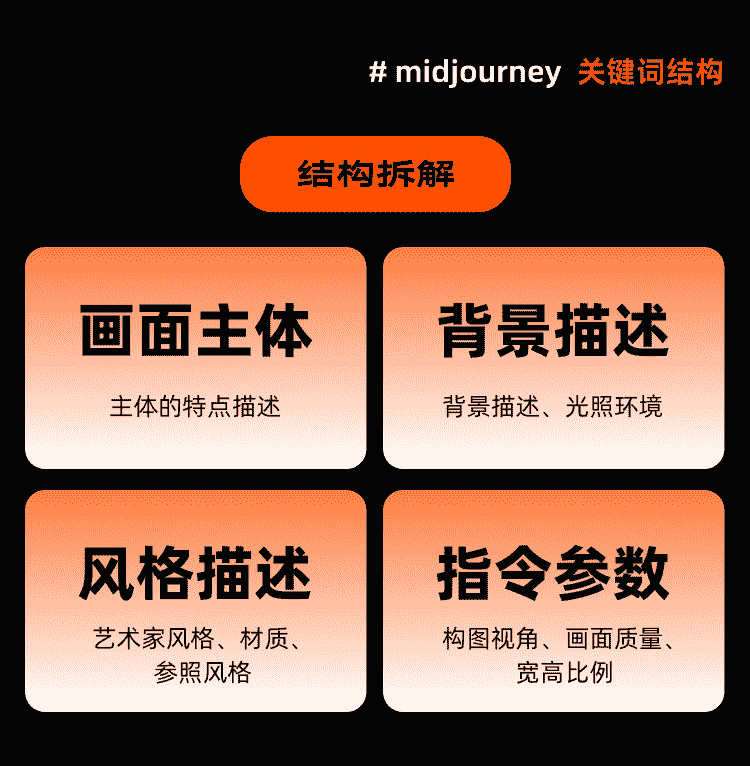 # midjourney 关键词结构
结构拆解
画面主体
主体的特点描述
背景描述
背景描述、光照环境
风格描述
艺术家风格、材质、
参照风格
指令参数
构图视角、画面质量、
宽高比例